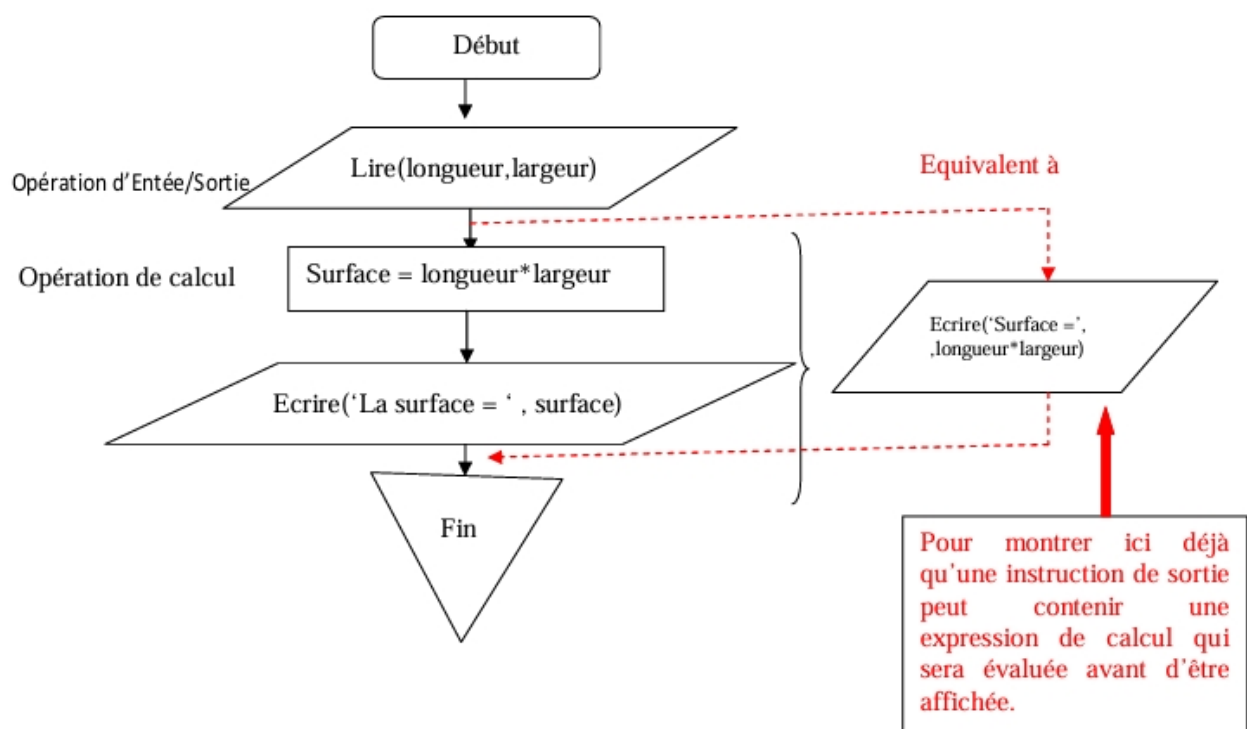 Début
Lire(longueur,largeur)
Opération d'Entée/Sortie
Equivalent à
Opération de calcul
Surface = longueur*largeur
Ecrire(‘Surface =’,
,longueur*largeur)
Ecrire(‘La surface = ‘ , surface)
Fin
Pour montrer ici déjà
qu’une instruction de sortie
peut contenir une
expression de calcul qui
sera évaluée avant d’être
affichée.